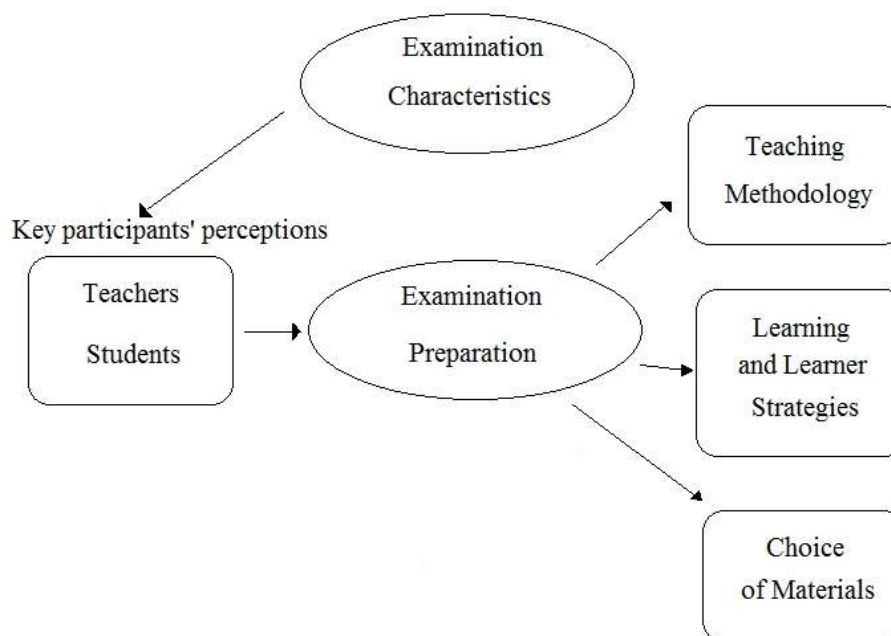 Examination
Characteristics
Key participants' perceptions
Teachers
Students
Examination
Preparation
Teaching
Methodology
Learning
and Learner
Strategies
Choice
of Materials